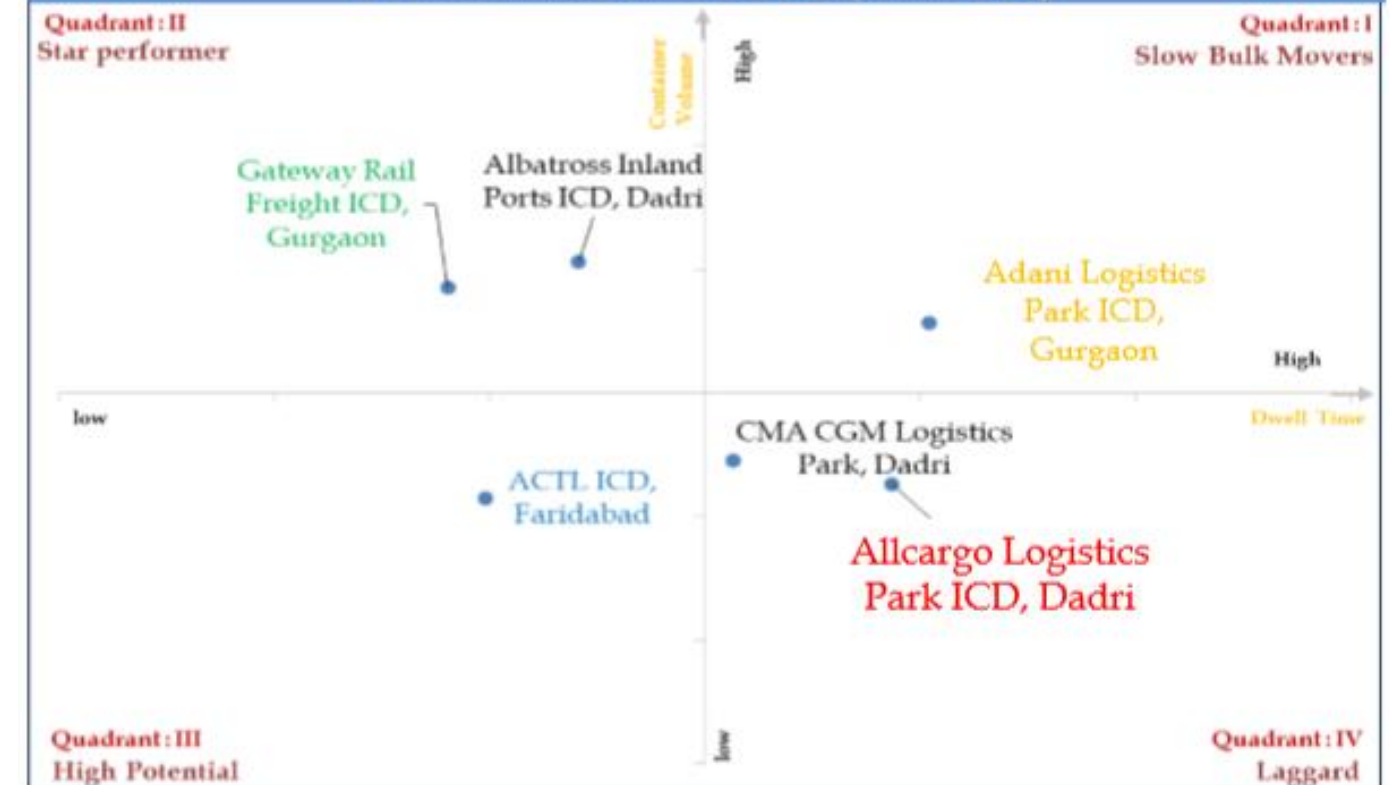 Quadrant: II
Star performer
Quadrant: I
Slow Bulk Movers
Container
Volume
High
Gateway Rail
Freight ICD,
Gurgaon
Albatross Inland
Ports ICD, Dadri
Adani Logistics
Park ICD,
Gurgaon
High
low
Dwell Time
CMA CGM Logistics
Park, Dadri
ACTL ICD,
Faridabad
Allcargo Logistics
Park ICD, Dadri
Quadrant: III
High Potential
low
Quadrant: IV
Laggard